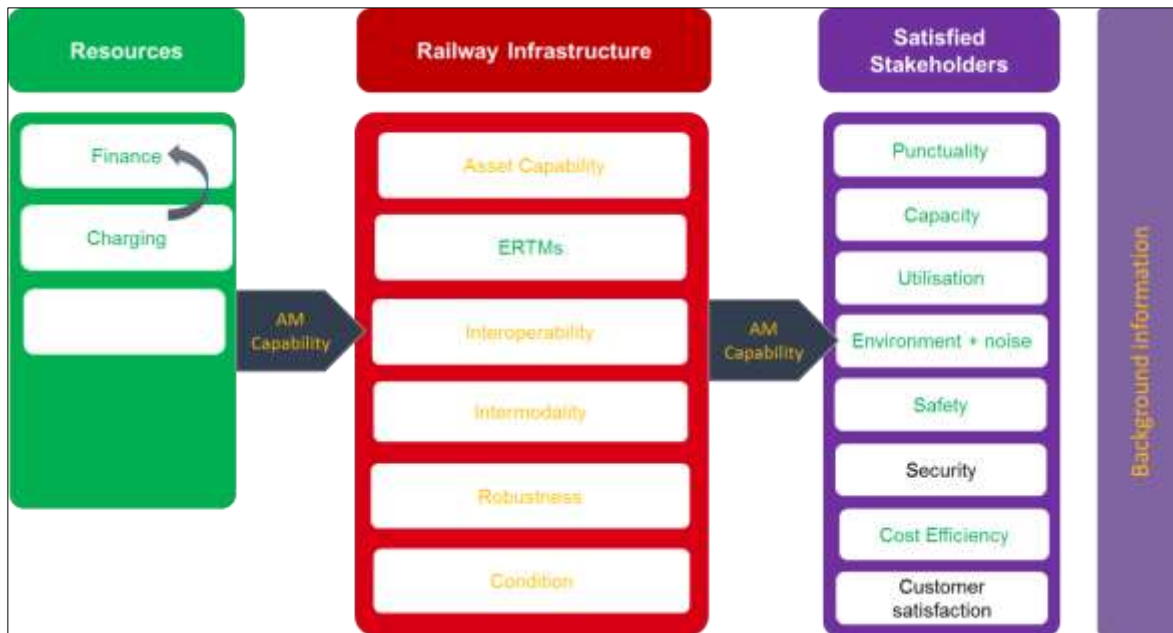 Resources
Finance
Charging
AM
Capability
Railway Infrastructure
Asset Capability
ERTMs
Interoperability
Intermodality
Robustness
Condition
AM
Capability
Satisfied
Stakeholders
Punctuality
Capacity
Utilisation
Environment + noise
Safety
Security
Cost Efficiency
Customer
satisfaction
Background information